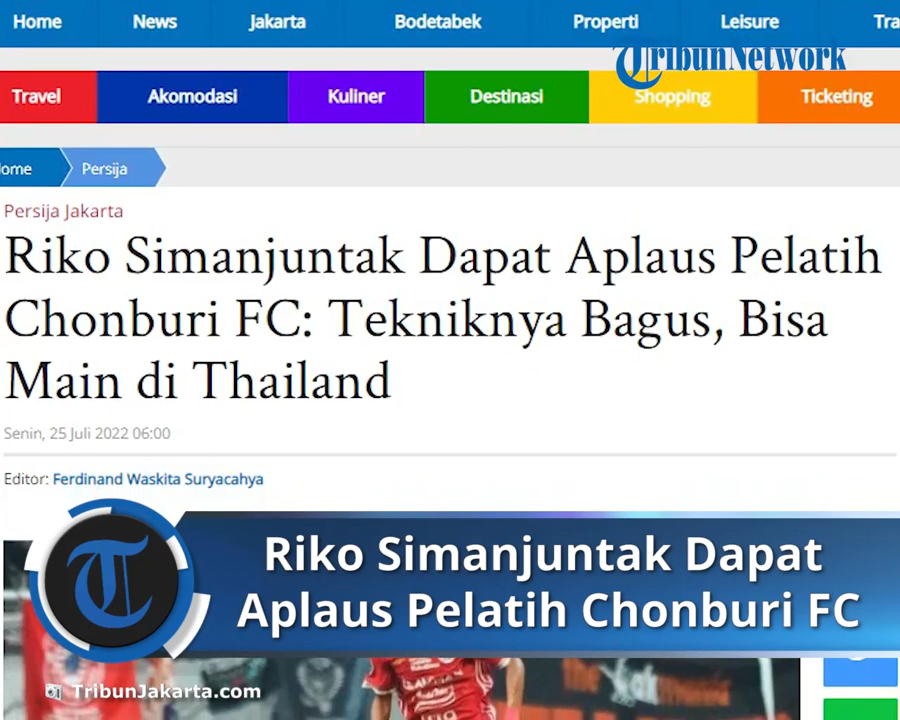 Home News Jakarta Bodetabek Properti Leisure Tra
TribunNetwork
Travel Akomodasi Kuliner Destinasi Shopping Ticketing
ome Persija
Persija Jakarta
Riko Simanjuntak Dapat Aplaus Pelatih
Chonburi FC: Tekniknya Bagus, Bisa
Main di Thailand
Senin, 25 Juli 2022 06:00
Editor: Ferdinand Waskita Suryacahya
Riko Simanjuntak Dapat
Aplaus Pelatih Chonburi FC
T
TribunJakarta.com